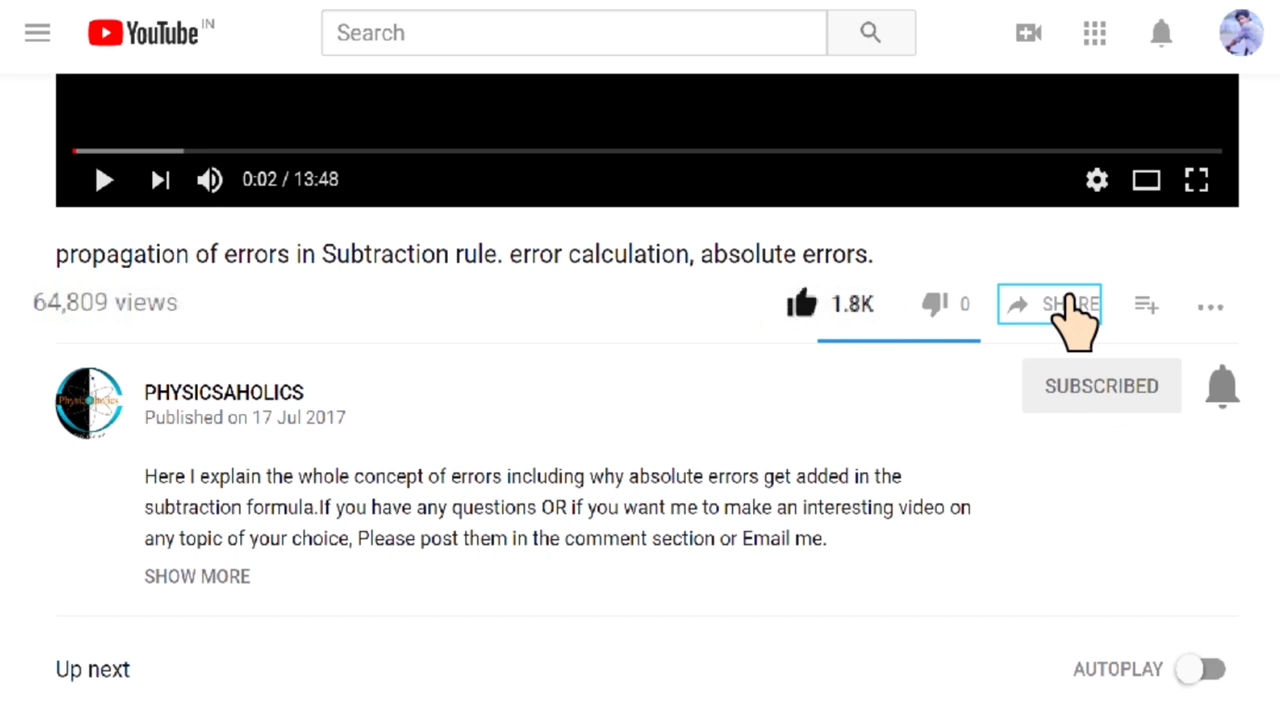 YouTube IN
Search
0:02 / 13:48
propagation of errors in Subtraction rule. error calculation, absolute errors.
64,809 views
1.8K
0
SHARE
PHYSICSAHOLICS
Published on 17 Jul 2017
SUBSCRIBED
Here I explain the whole concept of errors including why absolute errors get added in the
subtraction formula.If you have any questions OR if you want me to make an interesting video on
any topic of your choice, Please post them in the comment section or Email me.
SHOW MORE
Up next
AUTOPLAY